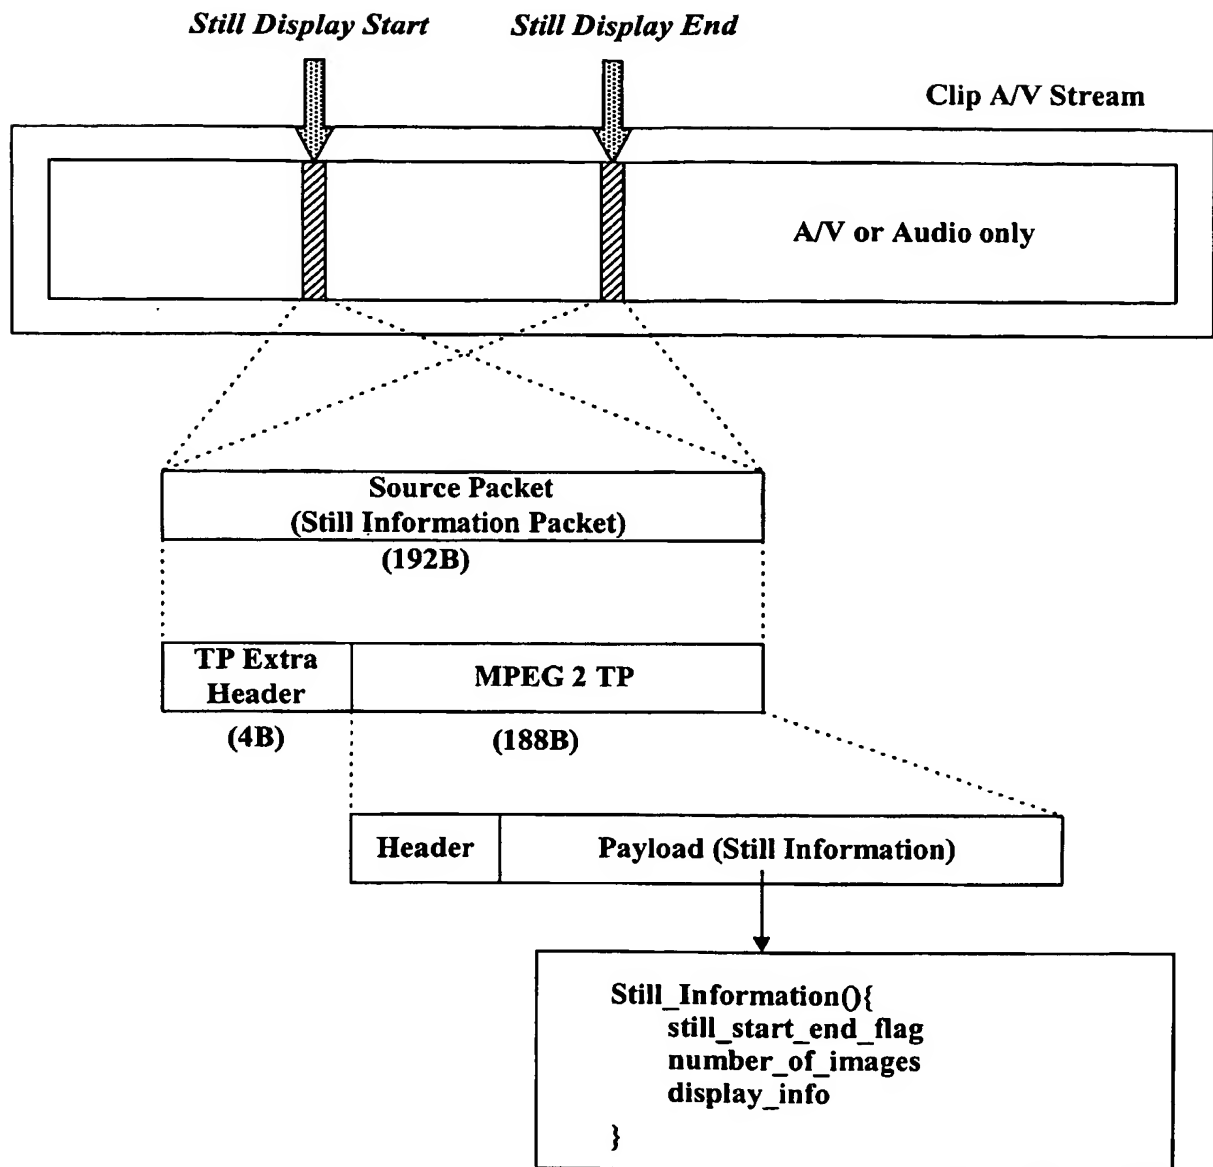 Still Display Start
Still Display End
Clip A/V Stream
A/V or Audio only
Source Packet
(Still Information Packet)
(192B)
TP Extra
Header
MPEG 2 TP
(4B)
(188B)
Header
Payload (Still Information)
Still_Information(){
still_start_end_flag
number_of_images
display_info
}